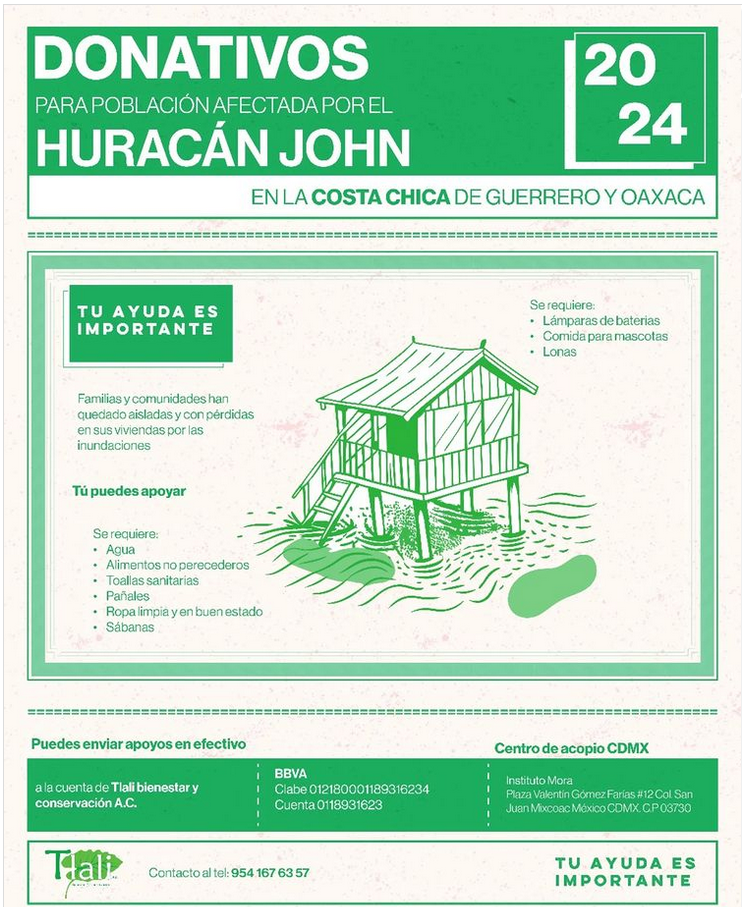 DONATIVOS
PARA POBLACIÓN AFECTADA POR EL
HURACÁN JOHN
20
24
EN LA COSTA CHICA DE GUERRERO Y OAXACA
TU AYUDA ES
IMPORTANTE
Se requiere:
• Lámparas de baterias
• Comida para mascotas
• Lonas
Familias y comunidades han
quedado aisladas y con pérdidas
en sus viviendas por las
inundaciones
Tú puedes apoyar
Se requiere:
• Agua
• Alimentos no perecederos
• Toallas sanitarias
• Pañales
• Ropa limpia y en buen estado
• Sábanas
Puedes enviar apoyos en efectivo
a la cuenta de Tlali bienestar y
conservación A.C.
BBVA
Clabe 012180001189316234
Cuenta 0118931623
Centro de acopio CDMX
Instituto Mora
Plaza Valentín Gómez Farías #12 Col. San
Juan Mixcoac México CDMX. C.P 03730
Tlali
Contacto al tel: 954 167 63 57
TU AYUDA ES
IMPORTANTE